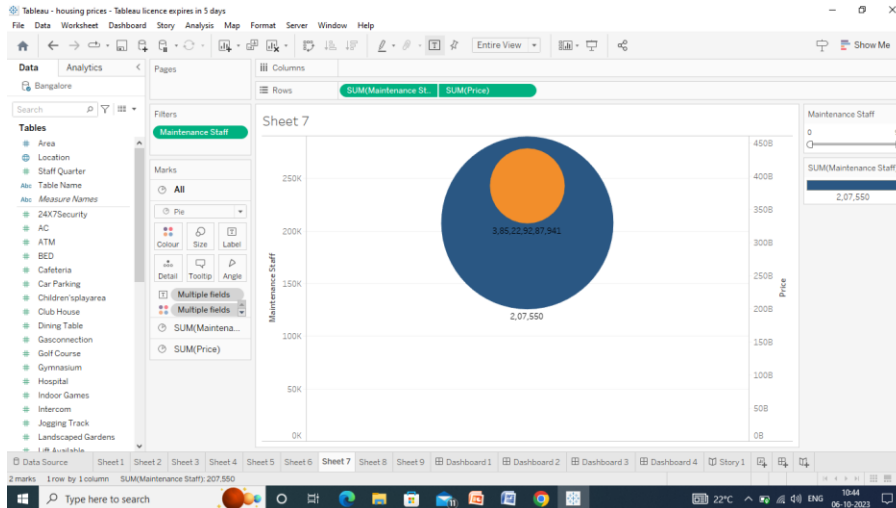 Tableau - housing prices - Tableau licence expires in 5 days
File Data Worksheet Dashboard Story Analysis Map Format Server Window Help
Entire View
Show Me
Data Analytics
Bangalore
Search
Tables
Area
Location
Staff Quarter
Abc Table Name
Abc Measure Names
24X7Security
AC
ATM
BED
Cafeteria
Car Parking
Children'splayarea
Club House
Dining Table
Gasconnection
Golf Course
Gymnasium
Hospital
Indoor Games
Intercom
Jogging Track
Landscaped Gardens
Lift Available
Pages
Filters
Maintenance Staff
Marks
All
Pie
Colour Size Label
Detail Tooltip Angle
Multiple fields
Multiple fields
SUM(Maintena...
SUM(Price)
Columns
Rows
SUM(Maintenance St.. SUM(Price)
Sheet 7
Maintenance Staff
250K
200K
150K
100K
50K
0K
3,85,22,92,87,941
2,07,550
Price
450B
400B
350B
300B
250B
200B
150B
100B
50B
0B
Maintenance Staff
0
SUM(Maintenance Staff)
2,07,550
Data Source Sheet 1 Sheet 2 Sheet 3 Sheet 4 Sheet 5 Sheet 6 Sheet 7 Sheet 8 Sheet 9 Dashboard 1 Dashboard 2 Dashboard 3 Dashboard 4 Story 1
2 marks 1 row by 1 column SUM(Maintenance Staff): 207,550
Type here to search
22°C
ENG
10:44
06-10-2023